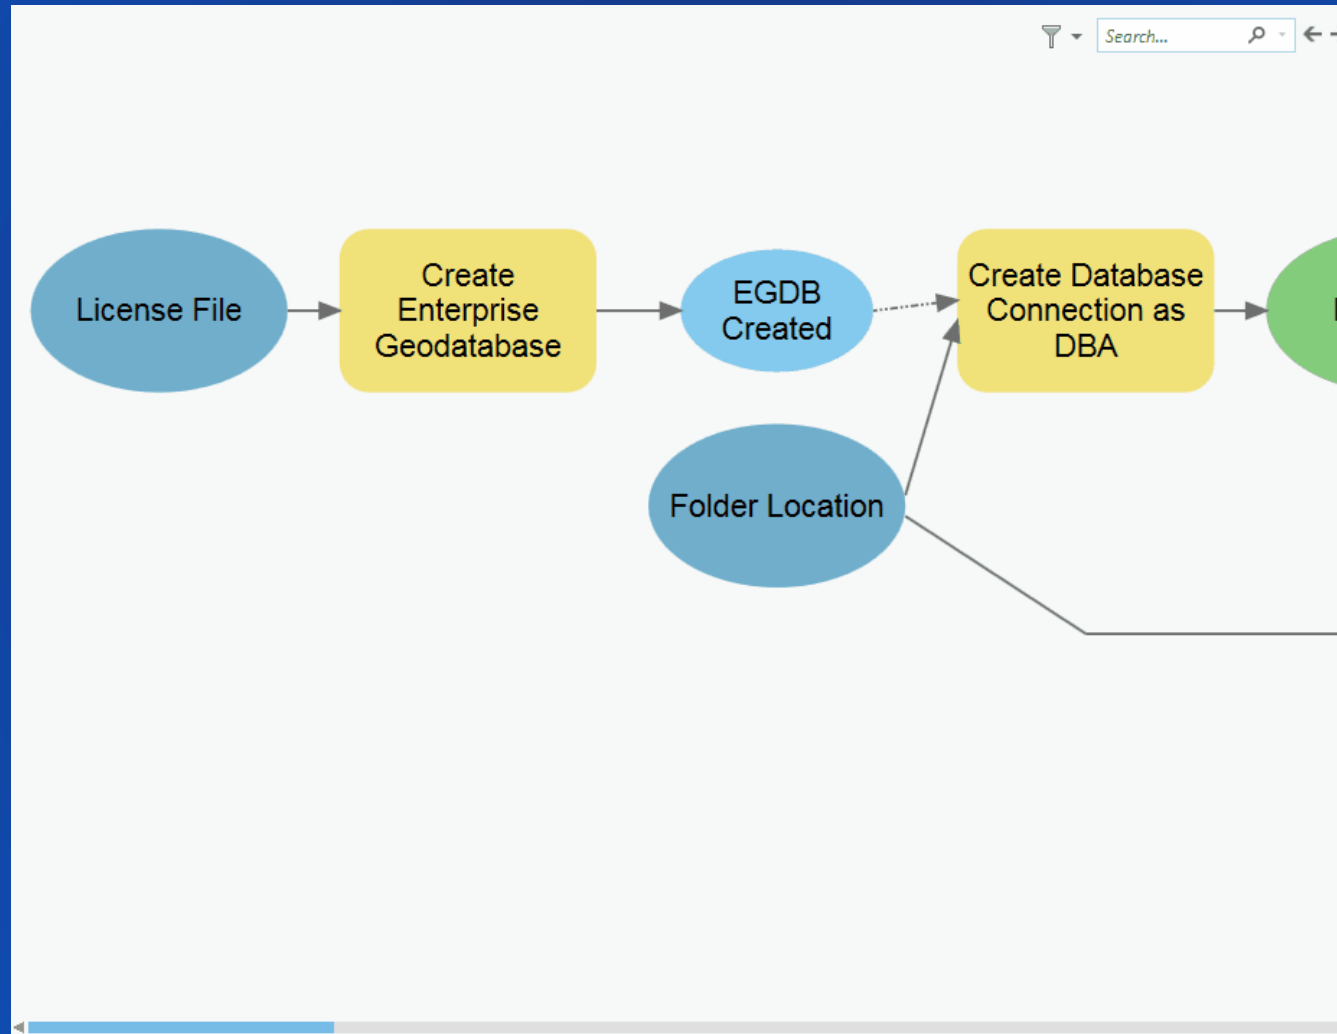 Search...
License File
Create
Enterprise
Geodatabase
EGDB
Created
Create Database
Connection as
DBA
Folder Location